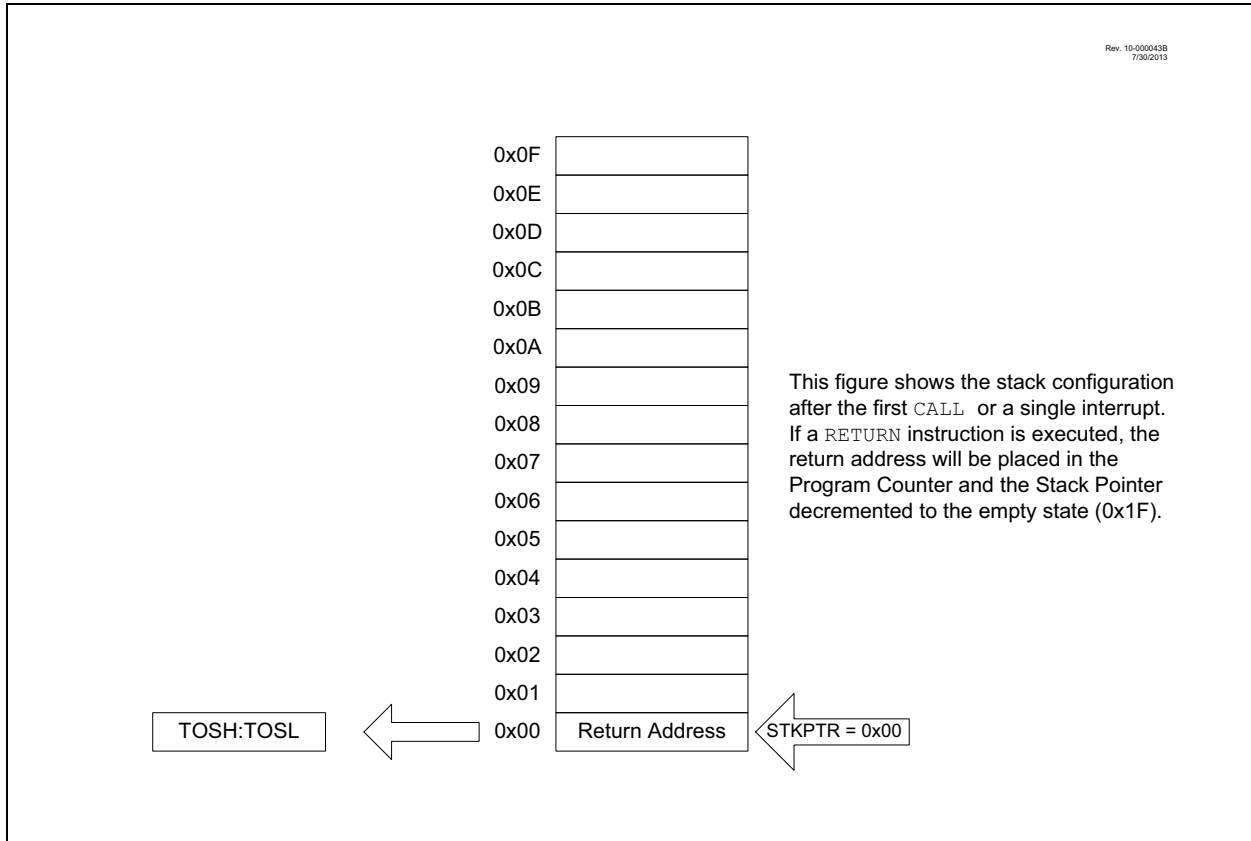 Rev. 10-000043B
7/30/2013
0x0F
0x0E
0x0D
0x0C
0x0B
0x0A
0x09
0x08
0x07
0x06
0x05
0x04
0x03
0x02
0x01
This figure shows the stack configuration
after the first CALL or a single interrupt.
If a RETURN instruction is executed, the
return address will be placed in the
Program Counter and the Stack Pointer
decremented to the empty state (0x1F).
TOSH:TOSL
0x00
Return Address
STKPTR = 0x00